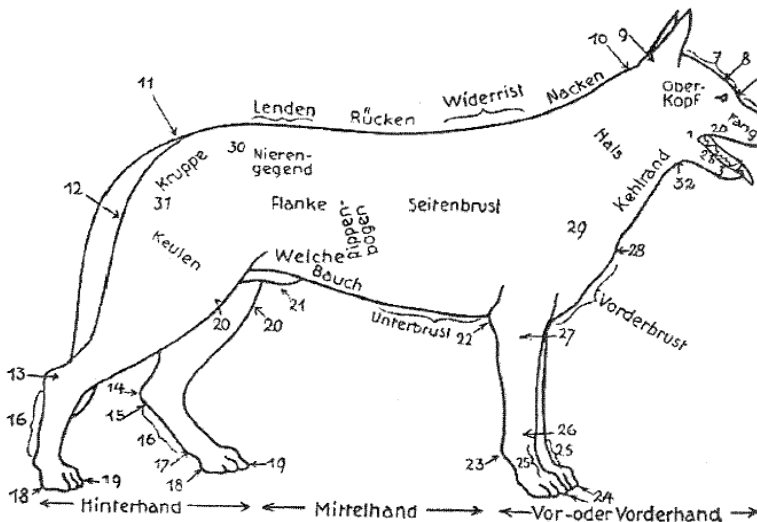 9
10
7
8
11
Lenden
Rücken
Widerrist
Nacken
Ober-
Kopf
Fang
20
1
28
Hals
Kehlrand
32
Kruppe
30
Nieren-
gegend
12
31
Flanke
Rippen-
bogen
Seitenbrust
29
28
Keulen
Welche
Bauch
21
20
20
Unterbrust
22
27
Vorderbrust
13
14
15
16
16
17
18
19
18
19
23
26
25
25
24
Hinterhand
Mittelhand
Vor-oder Vorderhand